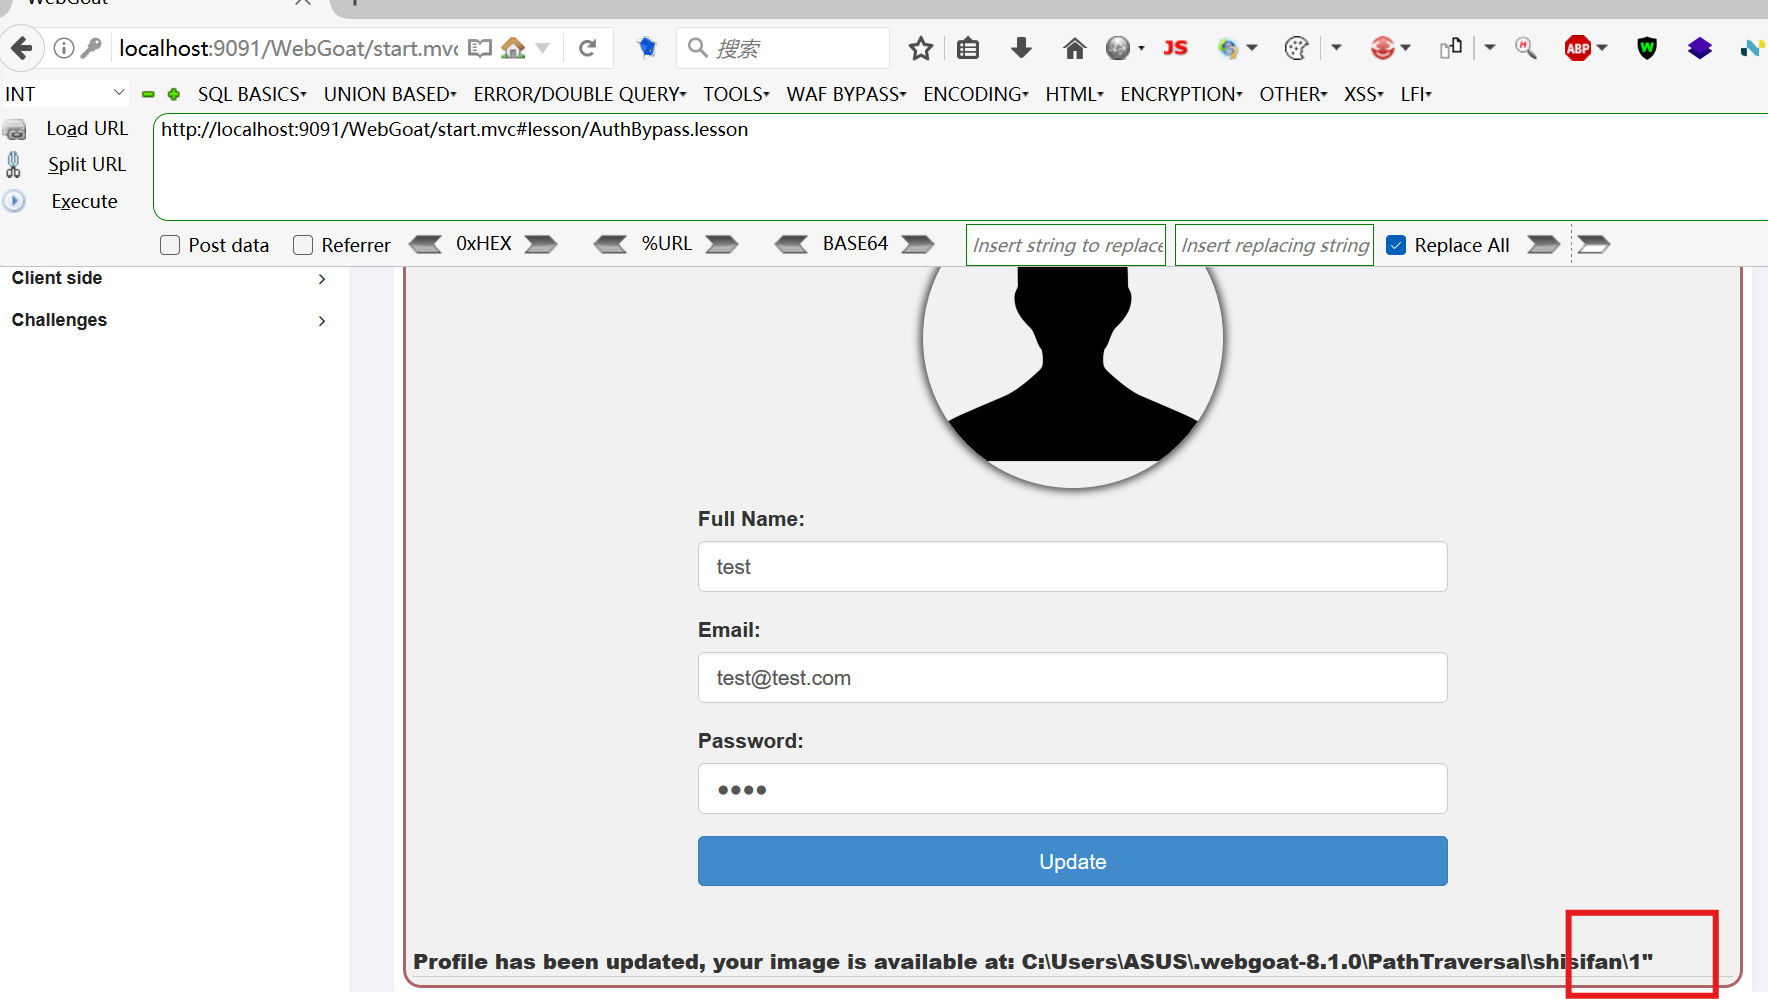 WebGoat
localhost:9091/WebGoat/start.mvc
搜索
JS
ABP
W
N
INT
SQL BASICS
UNION BASED
ERROR/DOUBLE QUERY
TOOLS
WAF BYPASS
ENCODING
HTML
ENCRYPTION
OTHER
XSS
LFI
Load URL
http://localhost:9091/WebGoat/start.mvc#lesson/AuthBypass.lesson
Split URL
Execute
Post data
Referrer
0xHEX
%URL
BASE64
Insert string to replace
Insert replacing string
Replace All
Client side
Challenges
Full Name:
test
Email:
test@test.com
Password:
Update
Profile has been updated, your image is available at: C:\Users\ASUS\.webgoat-8.1.0\PathTraversal\shisifan\1"